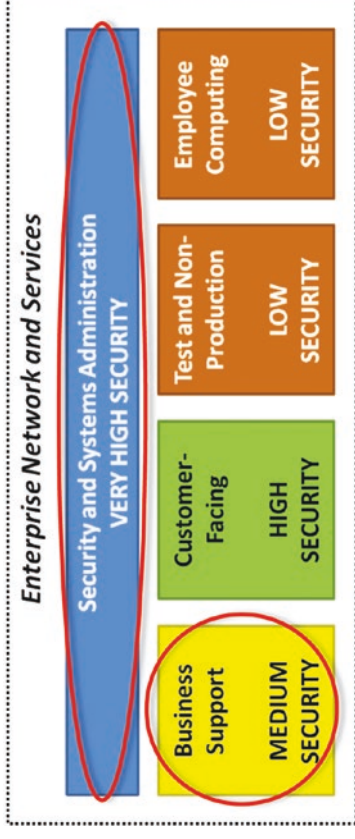 Enterprise Network and Services
Security and Systems Administration
VERY HIGH SECURITY
Business
Support
MEDIUM
SECURITY
Customer-
Facing
HIGH
SECURITY
Test and Non-
Production
LOW
SECURITY
Employee
Computing
LOW
SECURITY